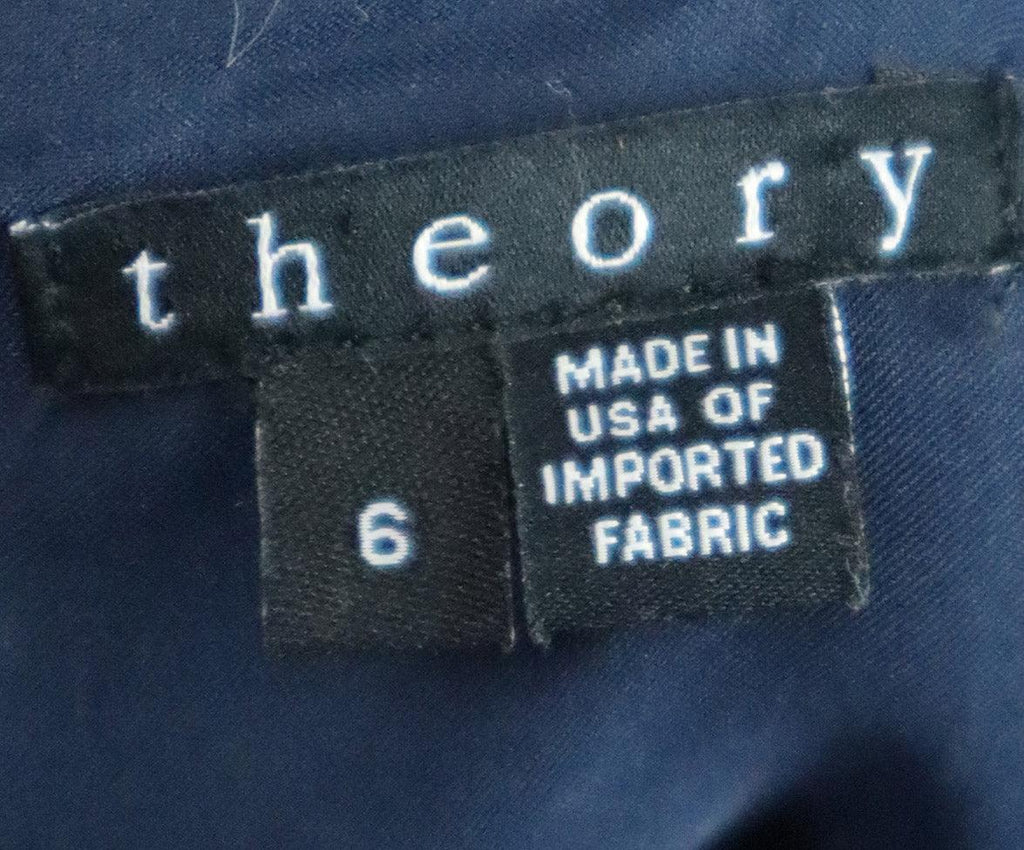 theory
6
MADE IN
USA OF
IMPORTED
FABRIC